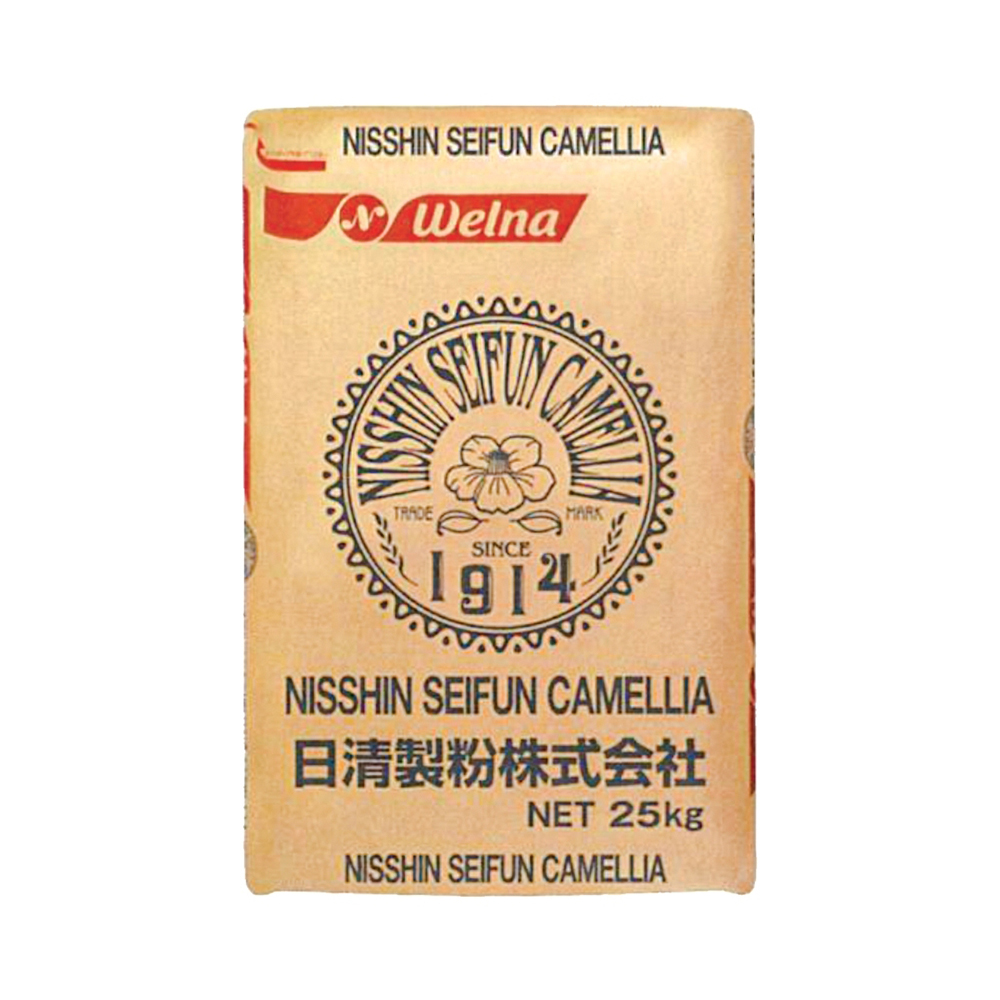 NISSHIN SEIFUN CAMELLIA
N Welna
NISSHIN SEIFUN CAMELLIA
TRADE MARK
SINCE
1914
NISSHIN SEIFUN CAMELLIA
日清製粉株式会社
NET 25kg
NISSHIN SEIFUN CAMELLIA